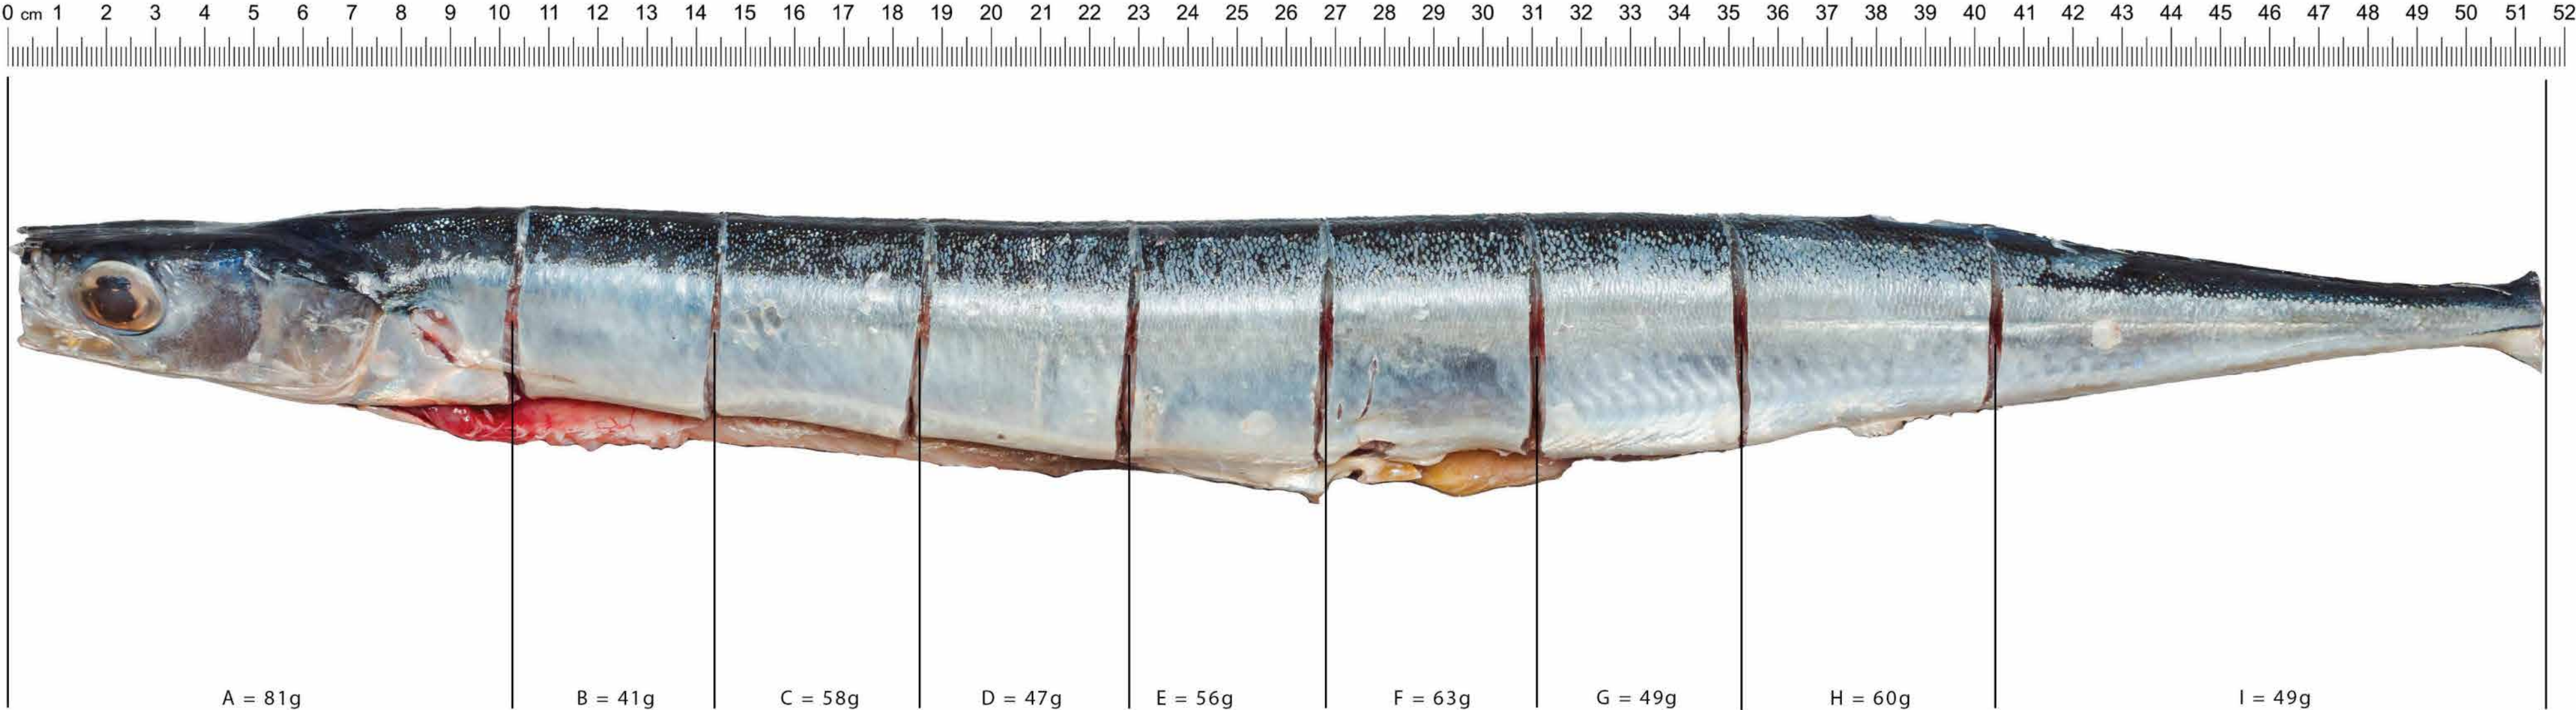 0 cm 1 2 3 4 5 6 7 8 9 10 11 12 13 14 15 16 17 18 19 20 21 22 23 24 25 26 27 28 29 30 31 32 33 34 35 36 37 38 39 40 41 42 43 44 45 46 47 48 49 50 51 52
A = 81g B = 41g C = 58g D = 47g E = 56g F = 63g G = 49g H = 60g I = 49g